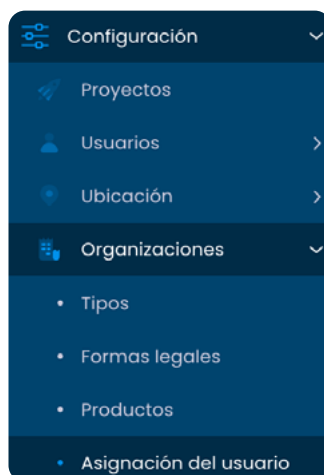 Configuración
Proyectos
Usuarios
Ubicación
Organizaciones
• Tipos
• Formas legales
• Productos
• Asignación del usuario